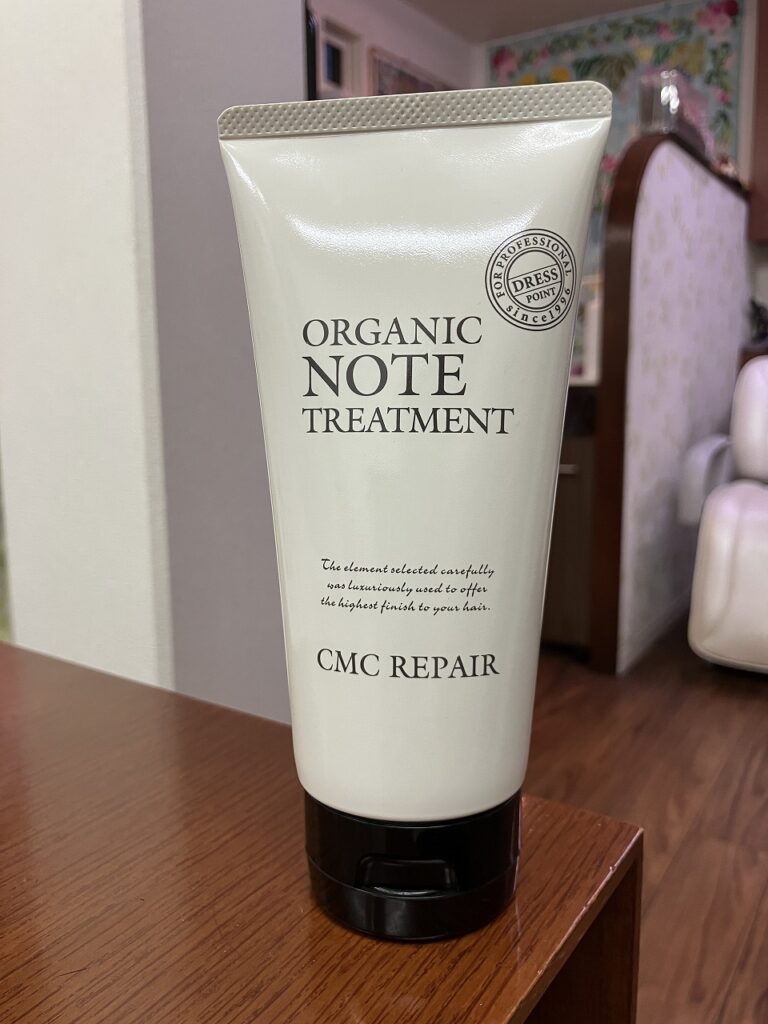 FOR PROFESSIONAL
DRESS
POINT
since1996
ORGANIC
NOTE
TREATMENT
The element selected carefully
was luxuriously used to offer
the highest finish to your hair.
CMC REPAIR